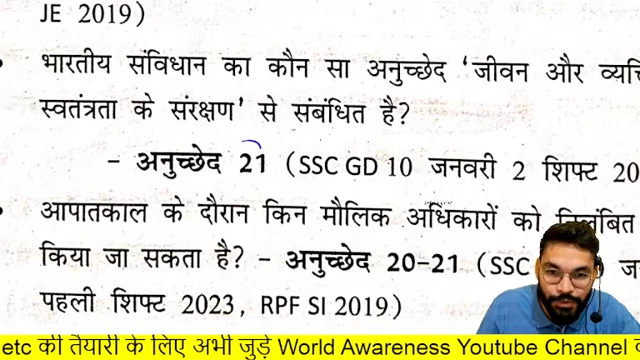 JE 2019)
भारतीय संविधान का कौन सा अनुच्छेद 'जीवन और
स्वतंत्रता के संरक्षण' से संबंधित है?
– अनुच्छेद 21 (SSC GD 10 जनवरी 2 शिफ्ट 20
आपातकाल के दौरान किन मौलिक अधिकारों को
किया जा सकता है? – अनुच्छेद 20-21 (SSC
पहली शिफ्ट 2023, RPF SI 2019)
etc की तैयारी के लिए अभी जुड़े World Awareness Youtube Channel